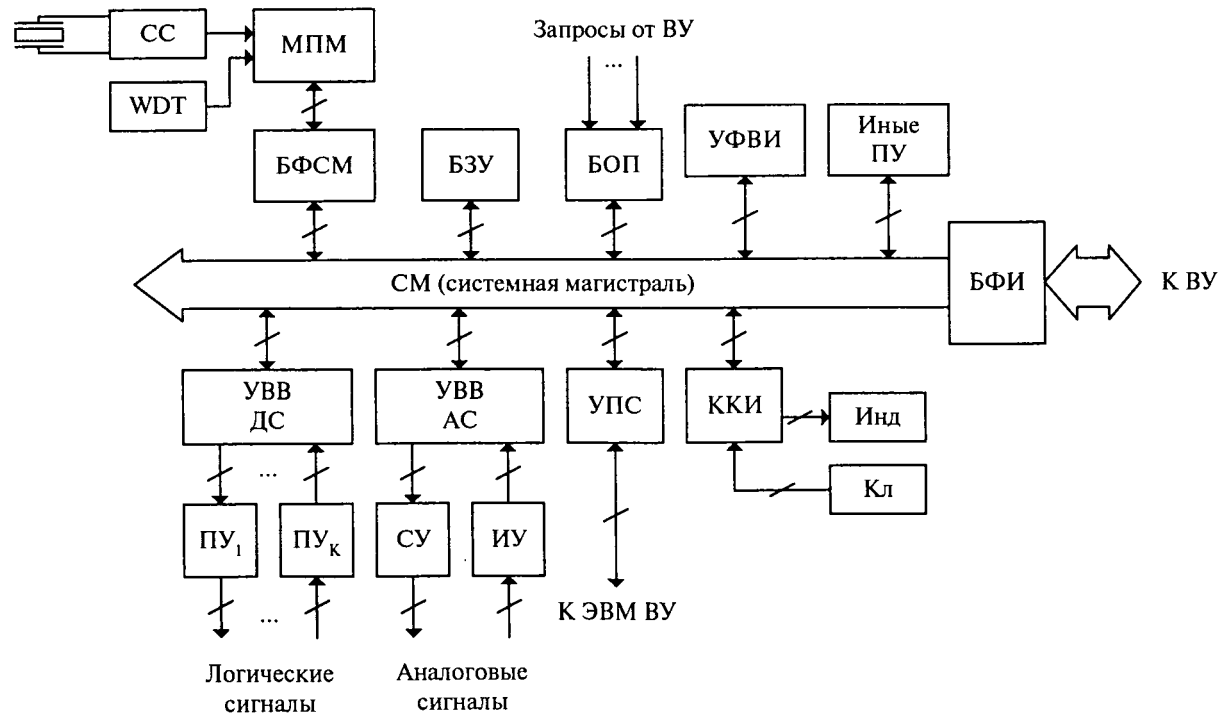 СС
МПМ
WDT
Запросы от ВУ
...
БФСМ
БЗУ
БОП
УФВИ
Иные
ПУ
СМ (системная магистраль)
БФИ
К ВУ
УВВ
ДС
УВВ
АС
УПС
ККИ
Инд
Кл
...
ПУ1
ПУК
СУ
ИУ
...
К ЭВМ ВУ
Логические
сигналы
Аналоговые
сигналы